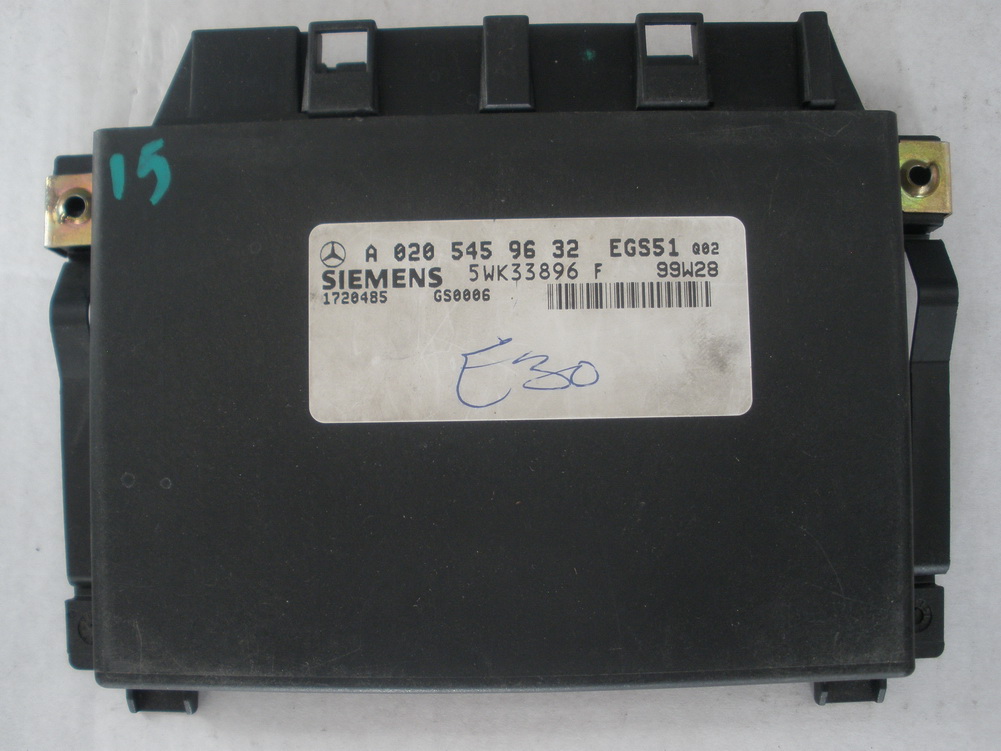 15
A 020 545 96 32 EGS51 Q02
SIEMENS 5WK33896 F 99W28
1720485 GS0006
E30